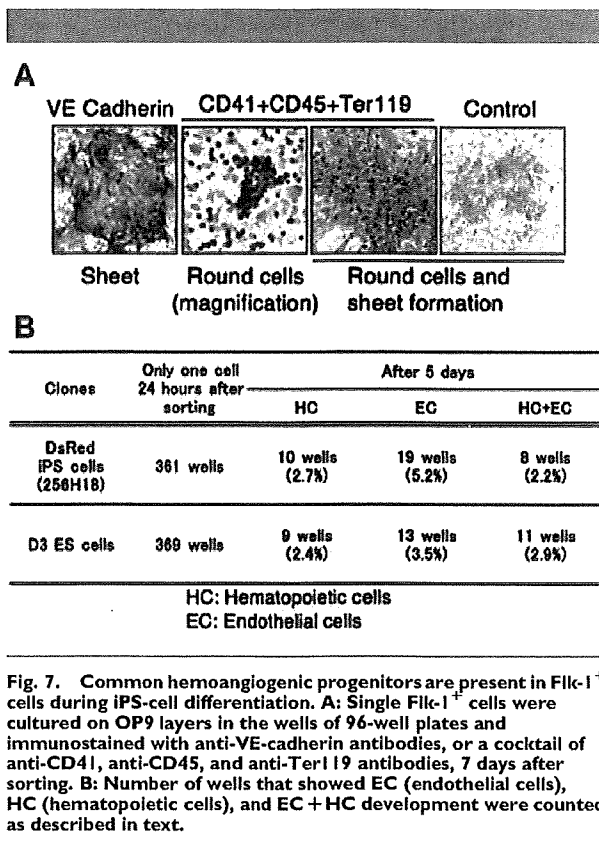 A
VE Cadherin CD41+CD45+Ter119 Control
Sheet Round cells Round cells and
(magnification) sheet formation
B
Clones Only one cell 24 hours after sorting After 5 days
HC EC HC+EC
DsRed iPS cells (256H18) 361 wells 10 wells (2.7%) 19 wells (5.2%) 8 wells (2.2%)
D3 ES cells 369 wells 9 wells (2.4%) 13 wells (3.5%) 11 wells (2.9%)
HC: Hematopoietic cells
EC: Endothelial cells
Fig. 7. Common hemoangiogenic progenitors are present in Flk-1+
cells during iPS-cell differentiation. A: Single Flk-1+ cells were
cultured on OP9 layers in the wells of 96-well plates and
immunostained with anti-VE-cadherin antibodies, or a cocktail of
anti-CD41, anti-CD45, and anti-Ter119 antibodies, 7 days after
sorting. B: Number of wells that showed EC (endothelial cells),
HC (hematopoietic cells), and EC+HC development were counted
as described in text.